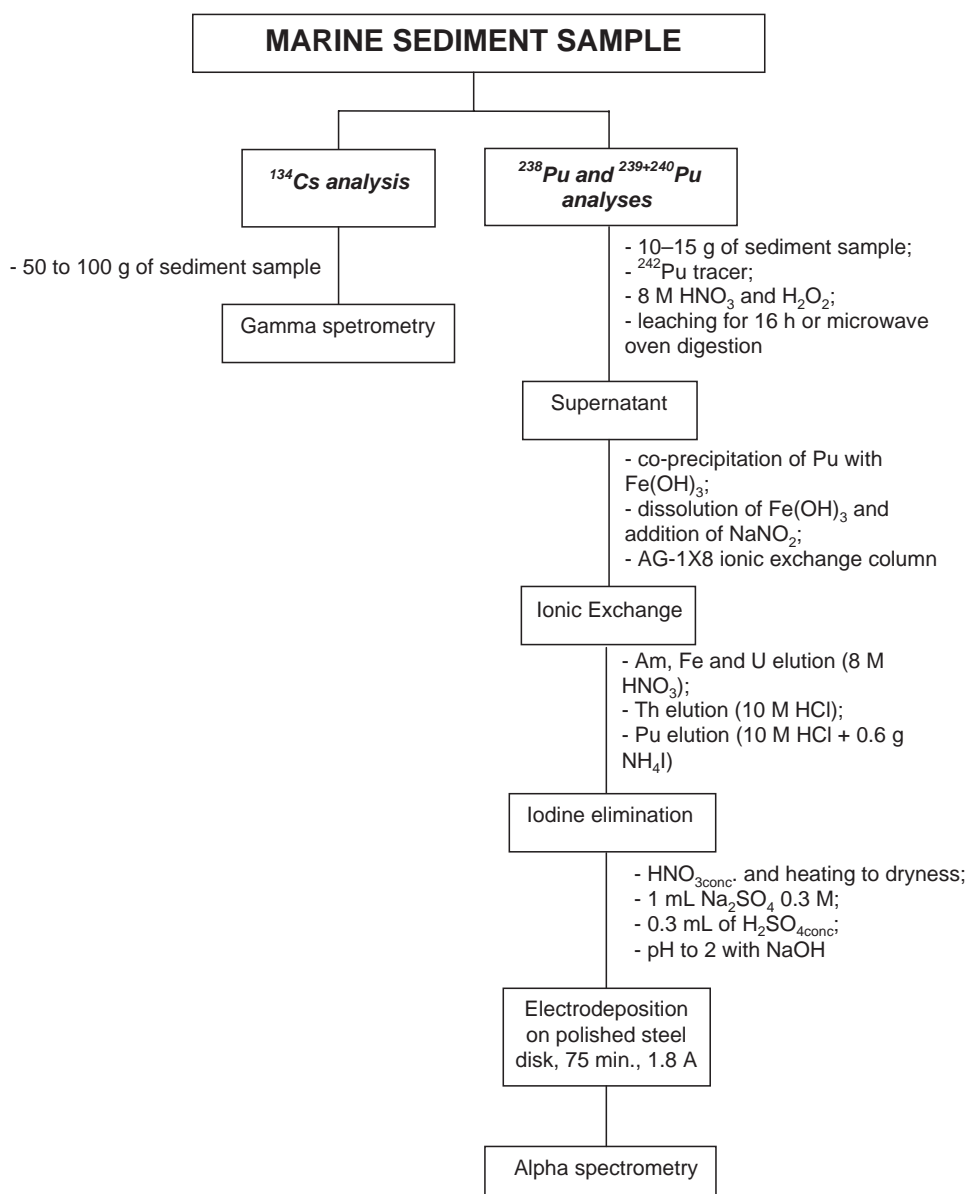 MARINE SEDIMENT SAMPLE
¹³⁴Cs analysis
- 50 to 100 g of sediment sample
Gamma spetrometry
²³⁸Pu and ²³⁹⁺²⁴⁰Pu
analyses
- 10–15 g of sediment sample;
- ²⁴²Pu tracer;
- 8 M HNO₃ and H₂O₂;
- leaching for 16 h or microwave
oven digestion
Supernatant
- co-precipitation of Pu with
Fe(OH)₃;
- dissolution of Fe(OH)₃ and
addition of NaNO₂;
- AG-1X8 ionic exchange column
Ionic Exchange
- Am, Fe and U elution (8 M
HNO₃);
- Th elution (10 M HCl);
- Pu elution (10 M HCl + 0.6 g
NH₄I)
Iodine elimination
- HNO₃conc. and heating to dryness;
- 1 mL Na₂SO₄ 0.3 M;
- 0.3 mL of H₂SO₄conc;
- pH to 2 with NaOH
Electrodeposition
on polished steel
disk, 75 min., 1.8 A
Alpha spectrometry